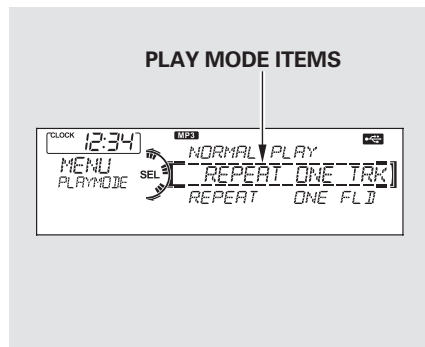 PLAY MODE ITEMS
CLOCK 12:34 MP3
NORMAL PLAY
MENU
PLAYMODE
SEL
REPEAT ONE TRK
REPEAT ONE FLD